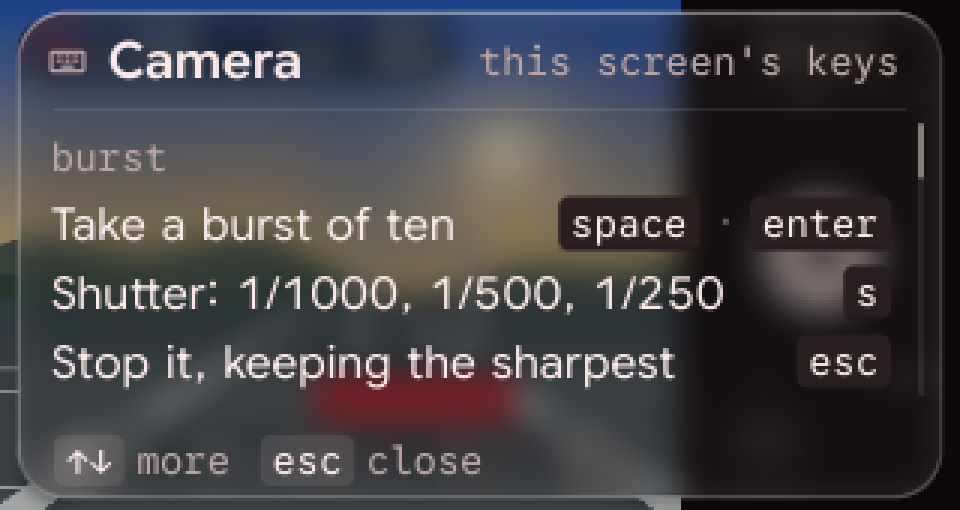 Camera this screen's keys
burst
Take a burst of ten space · enter
Shutter: 1/1000, 1/500, 1/250 s
Stop it, keeping the sharpest esc
↑↓ more esc close